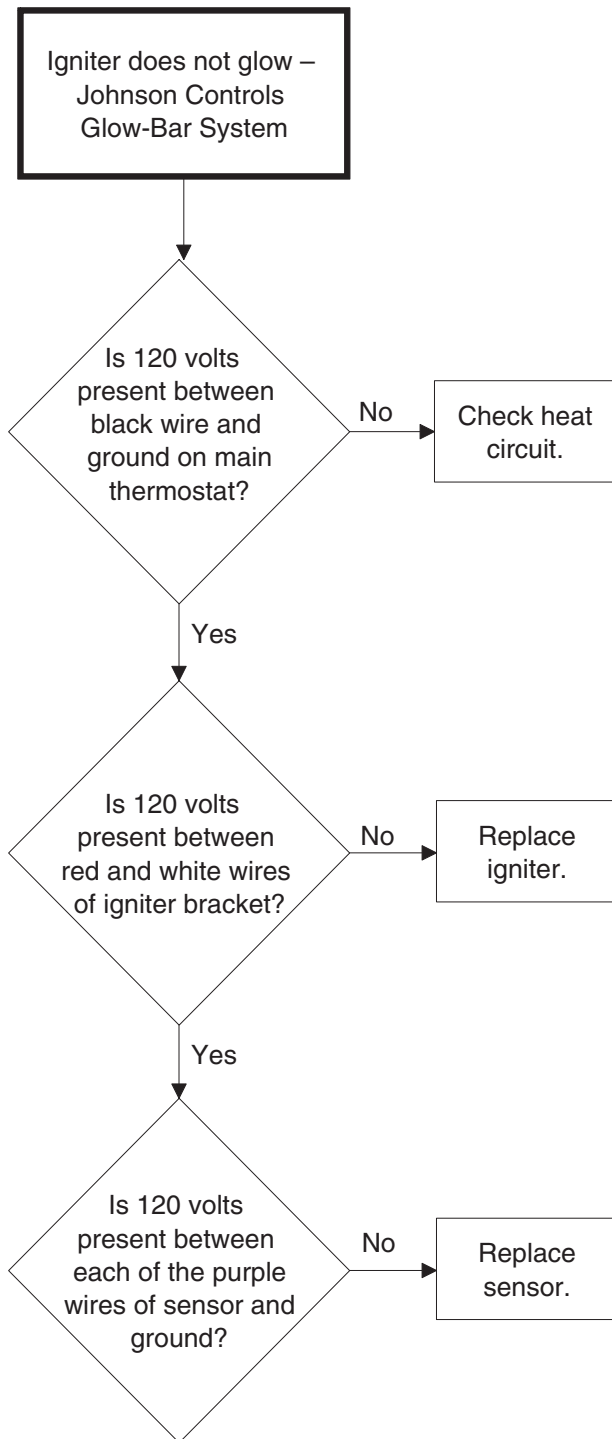 Igniter does not glow –
Johnson Controls
Glow-Bar System
Is 120 volts
present between
black wire and
ground on main
thermostat?
No
Check heat
circuit.
Yes
Is 120 volts
present between
red and white wires
of igniter bracket?
No
Replace
igniter.
Yes
Is 120 volts
present between
each of the purple
wires of sensor and
ground?
No
Replace
sensor.